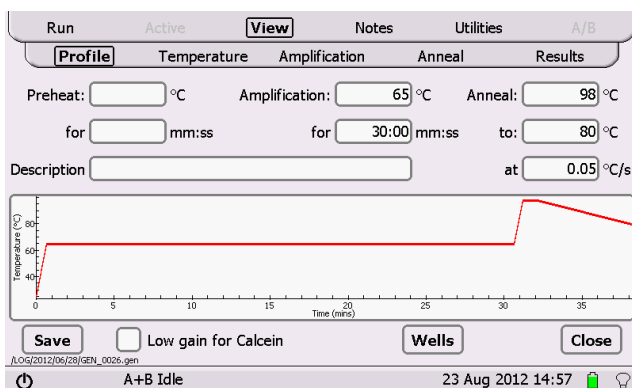 Run Active View Notes Utilities A/B
Profile Temperature Amplification Anneal Results
Preheat: °C Amplification: 65 °C Anneal: 98 °C
for mm:ss for 30:00 mm:ss to: 80 °C
Description at 0.05 °C/s
Temperature (°C)
80
60
40
0 5 10 15 20 25 30 35
Time (mins)
Save Low gain for Calcein Wells Close
/LOG/2012/06/28/GEN_0026.gen
A+B Idle 23 Aug 2012 14:57